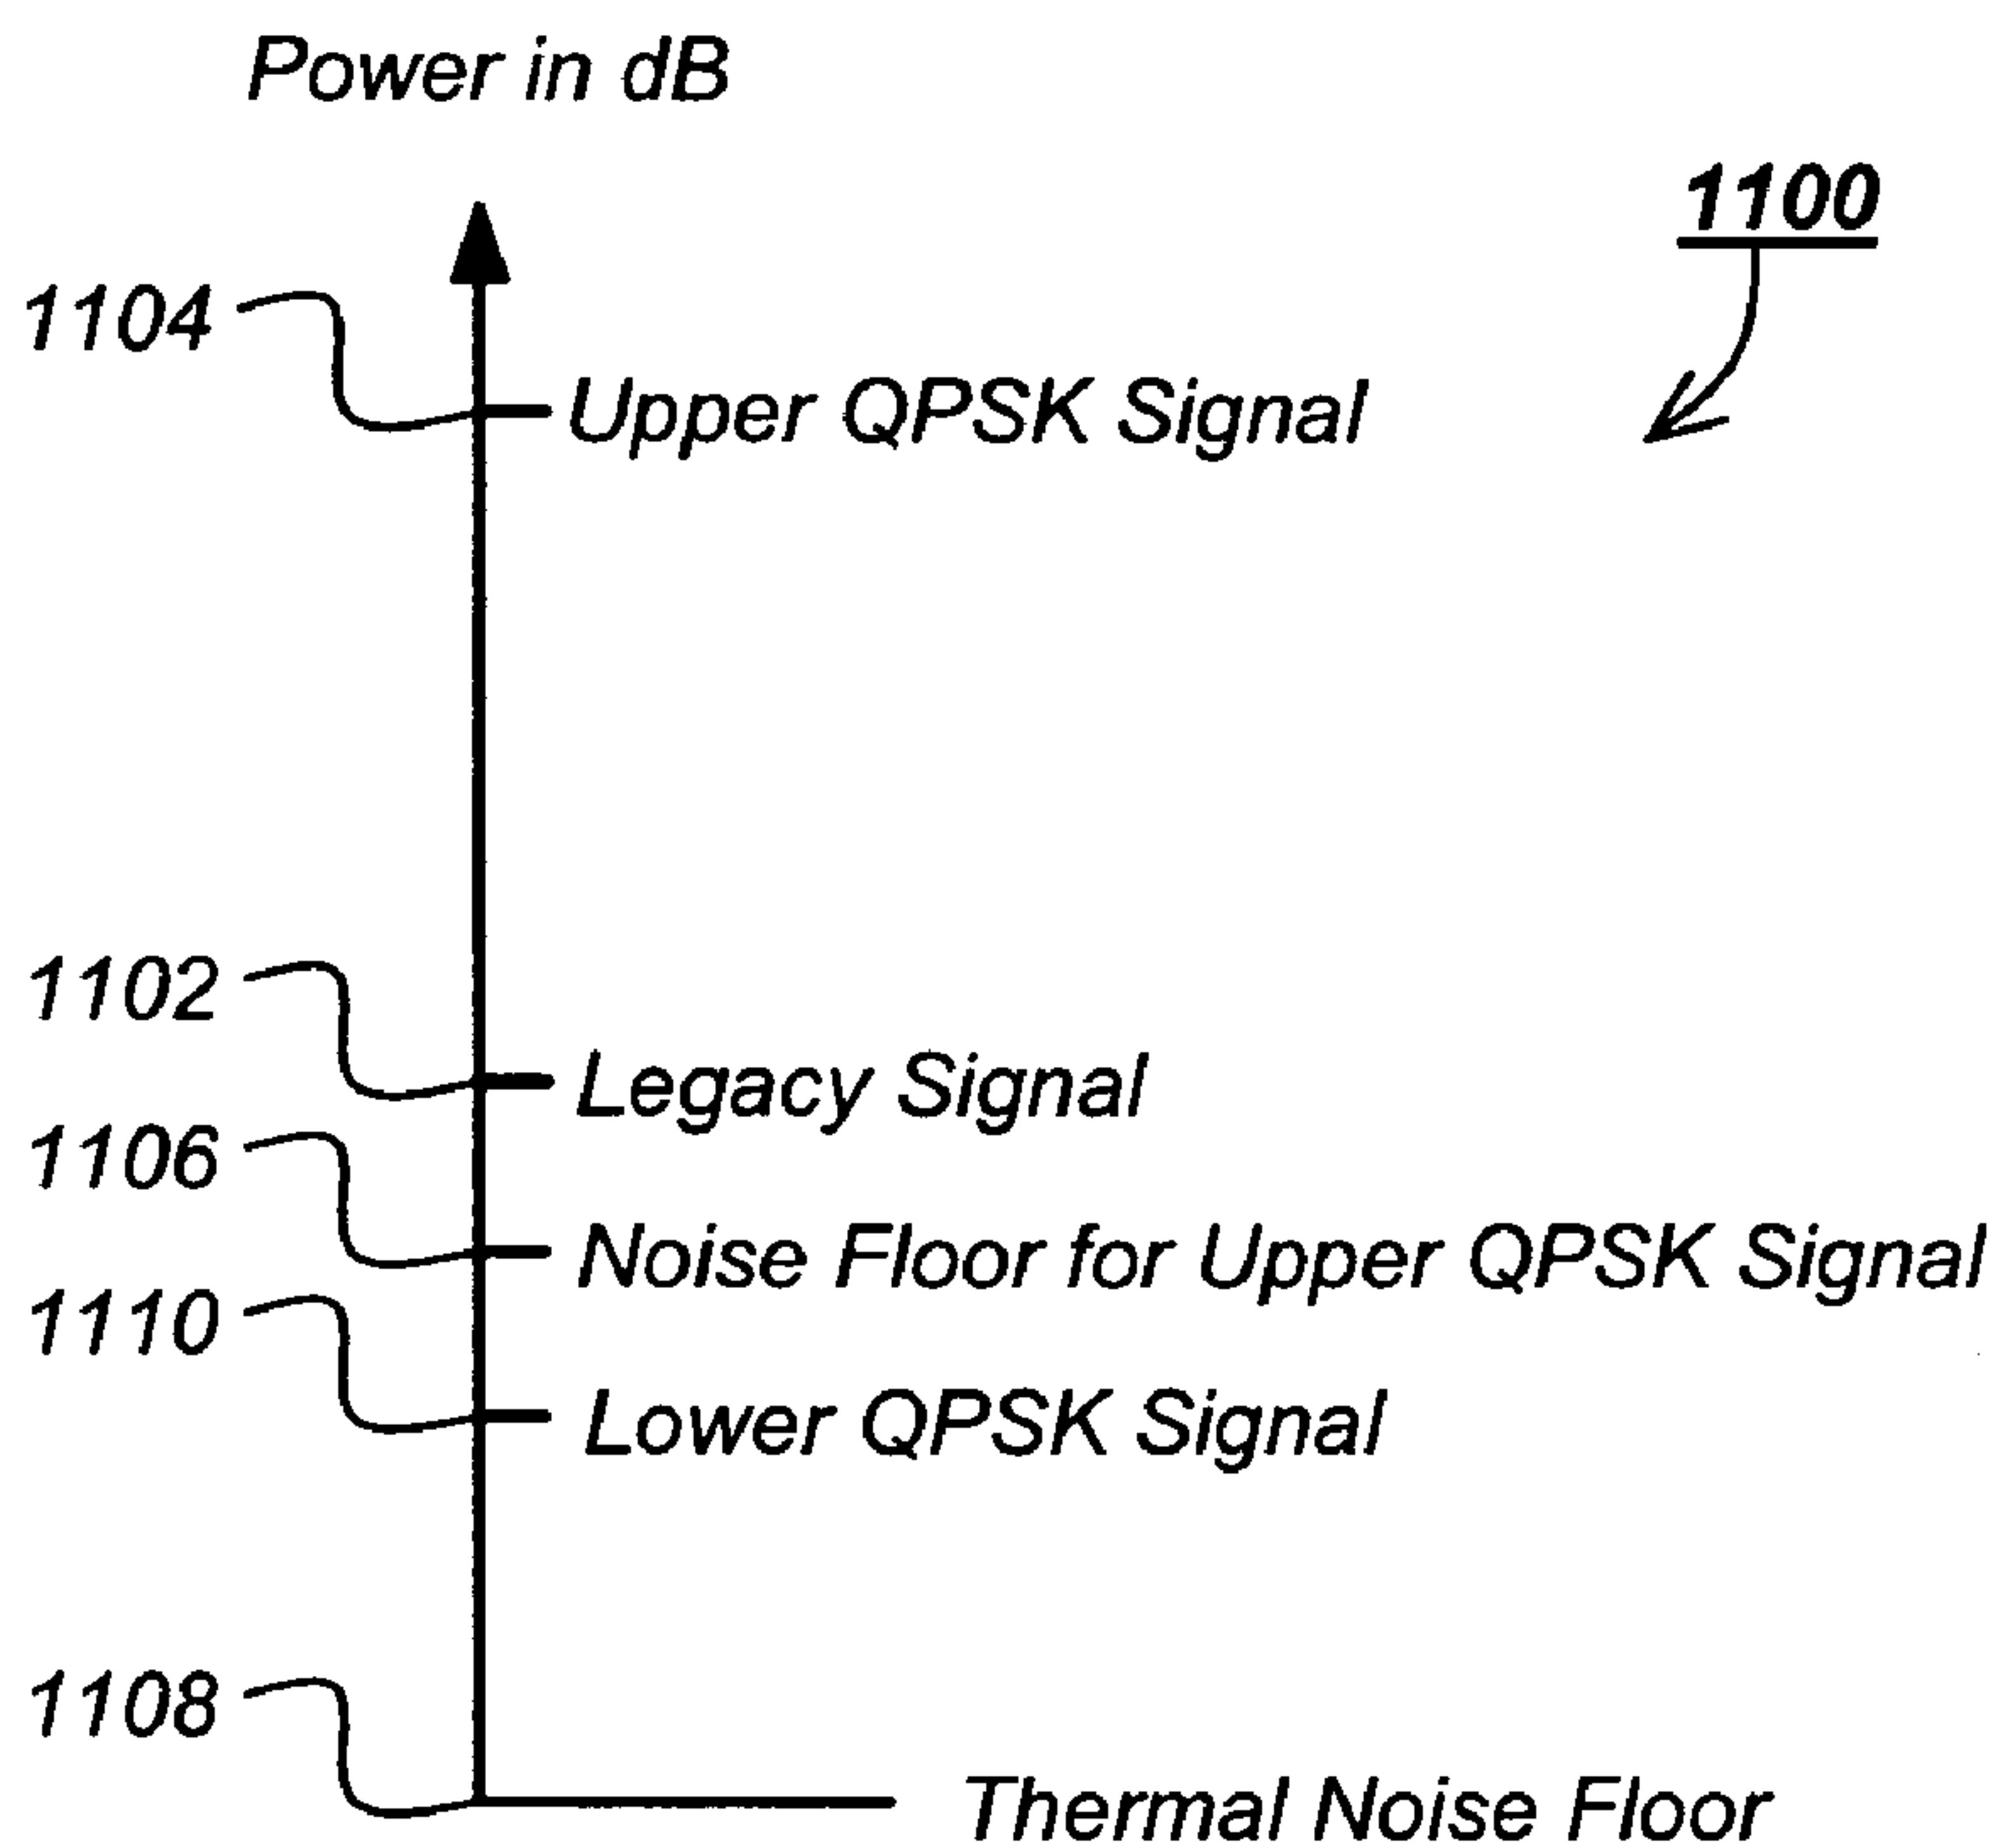 Power in dB
1100
1104
Upper QPSK Signal
1102
Legacy Signal
1106
Noise Floor for Upper QPSK Signal
1110
Lower QPSK Signal
1108
Thermal Noise Floor